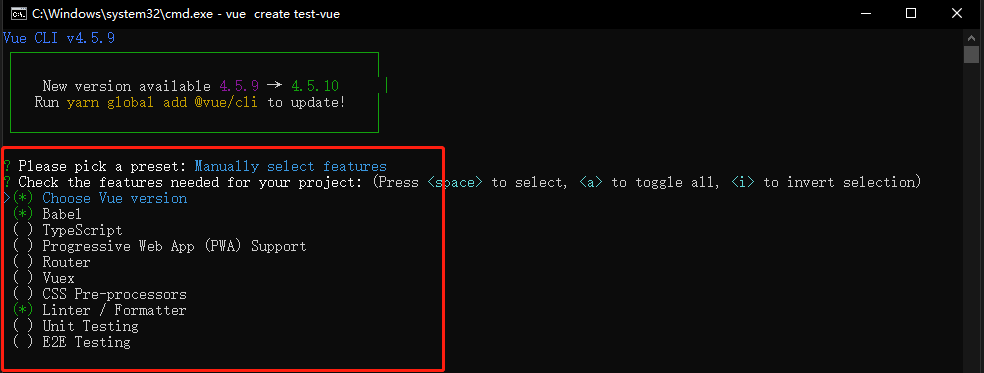 C:\Windows\system32\cmd.exe - vue  create test-vue
Vue CLI v4.5.9
New version available 4.5.9 → 4.5.10
Run yarn global add @vue/cli to update!
? Please pick a preset: Manually select features
? Check the features needed for your project: (Press <space> to select, <a> to toggle all, <i> to invert selection)
>(*) Choose Vue version
(*) Babel
( ) TypeScript
( ) Progressive Web App (PWA) Support
( ) Router
( ) Vuex
( ) CSS Pre-processors
(*) Linter / Formatter
( ) Unit Testing
( ) E2E Testing